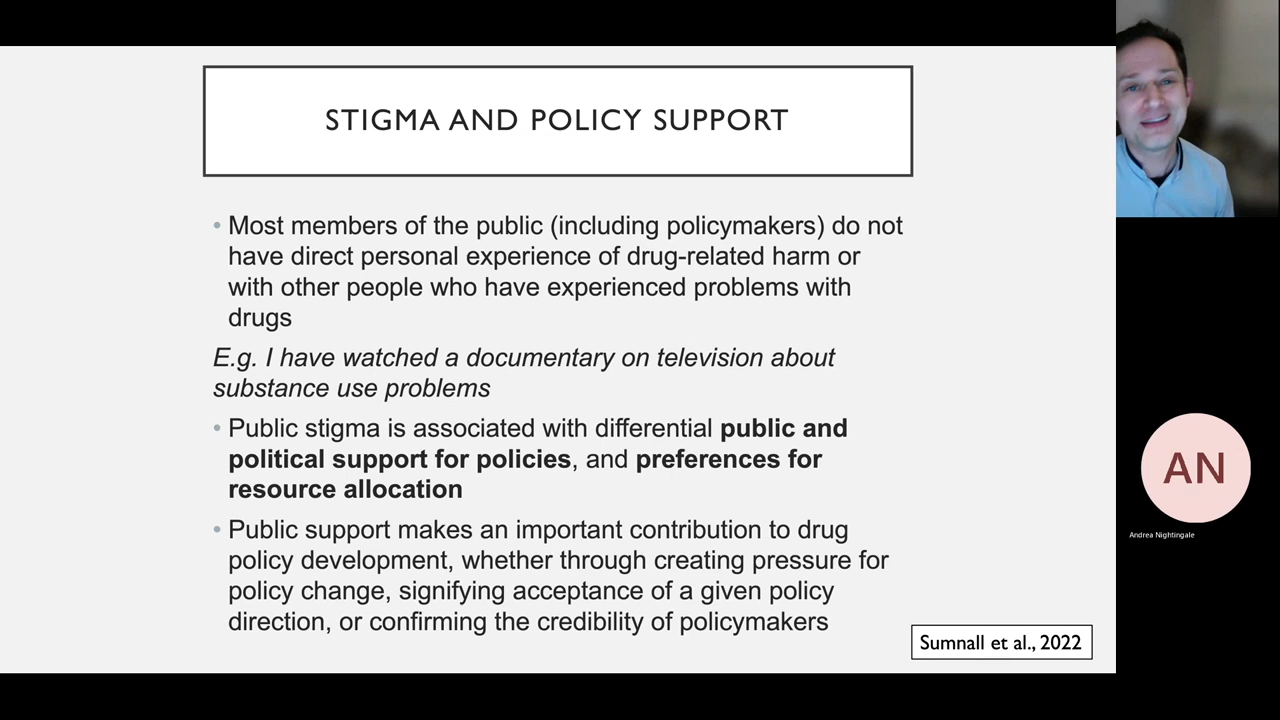 STIGMA AND POLICY SUPPORT
• Most members of the public (including policymakers) do not
have direct personal experience of drug-related harm or
with other people who have experienced problems with
drugs
E.g. I have watched a documentary on television about
substance use problems
• Public stigma is associated with differential public and
political support for policies, and preferences for
resource allocation
• Public support makes an important contribution to drug
policy development, whether through creating pressure for
policy change, signifying acceptance of a given policy
direction, or confirming the credibility of policymakers
Sumnall et al., 2022
AN
Andrea Nightingale